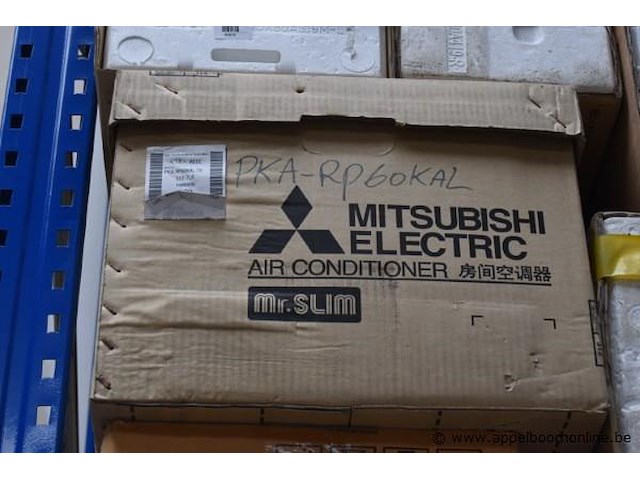 PKA-RP60KAL
MITSUBISHI
ELECTRIC
AIR CONDITIONER 房间空调器
Mr.SLIM
© www.appelboomonline.be